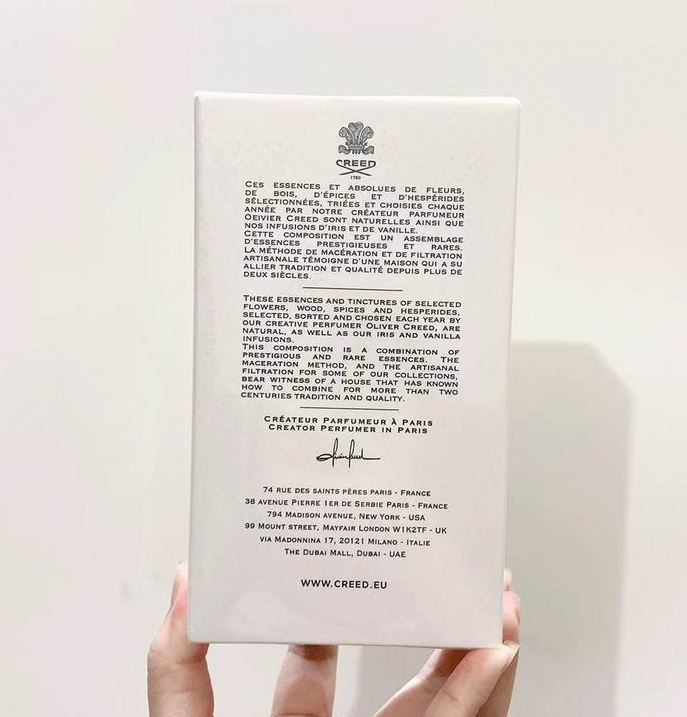 CREED
1760
CES ESSENCES ET ABSOLUES DE FLEURS,
DE BOIS, D'ÉPICES ET D'HESPÉRIDES
SÉLECTIONNÉES, TRIÉES ET CHOISIES CHAQUE
ANNÉE PAR NOTRE CRÉATEUR PARFUMEUR
OEIVIER CREED SONT NATURELLES AINSI QUE
NOS INFUSIONS D'IRIS ET DE VANILLE.
CETTE COMPOSITION EST UN ASSEMBLAGE
D'ESSENCES PRESTIGIEUSES ET RARES.
LA MÉTHODE DE MACÉRATION ET DE FILTRATION
ARTISANALE TÉMOIGNE D'UNE MAISON QUI A SU
ALLIER TRADITION ET QUALITÉ DEPUIS PLUS DE
DEUX SIÈCLES.
THESE ESSENCES AND TINCTURES OF SELECTED
FLOWERS, WOOD, SPICES AND HESPERIDES,
SELECTED, SORTED AND CHOSEN EACH YEAR BY
OUR CREATIVE PERFUMER OLIVER CREED, ARE
NATURAL, AS WELL AS OUR IRIS AND VANILLA
INFUSIONS.
THIS COMPOSITION IS A COMBINATION OF
PRESTIGIOUS AND RARE ESSENCES. THE
MACERATION METHOD, AND THE ARTISANAL
FILTRATION FOR SOME OF OUR COLLECTIONS,
BEAR WITNESS OF A HOUSE THAT HAS KNOWN
HOW TO COMBINE FOR MORE THAN TWO
CENTURIES TRADITION AND QUALITY.
CRÉATEUR PARFUMEUR À PARIS
CREATOR PERFUMER IN PARIS
74 RUE DES SAINTS PÈRES PARIS - FRANCE
38 AVENUE PIERRE 1ER DE SERBIE PARIS - FRANCE
794 MADISON AVENUE, NEW YORK - USA
99 MOUNT STREET, MAYFAIR LONDON W1K2TF - UK
VIA MADONNINA 17, 20121 MILANO - ITALIE
THE DUBAI MALL, DUBAI - UAE
WWW.CREED.EU